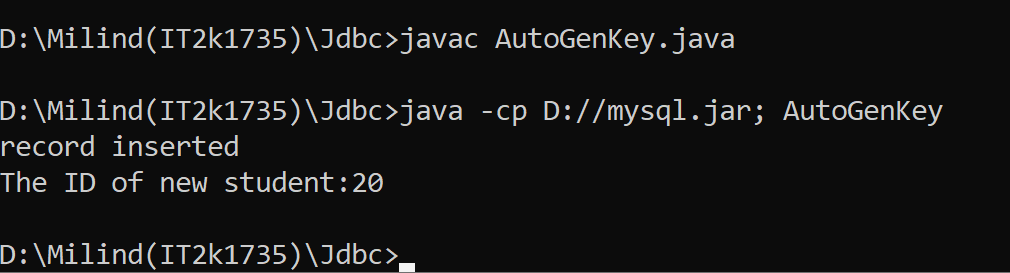 D:\Milind(IT2k1735)\Jdbc>javac AutoGenKey.java
D:\Milind(IT2k1735)\Jdbc>java -cp D://mysql.jar; AutoGenKey
record inserted
The ID of new student:20
D:\Milind(IT2k1735)\Jdbc>